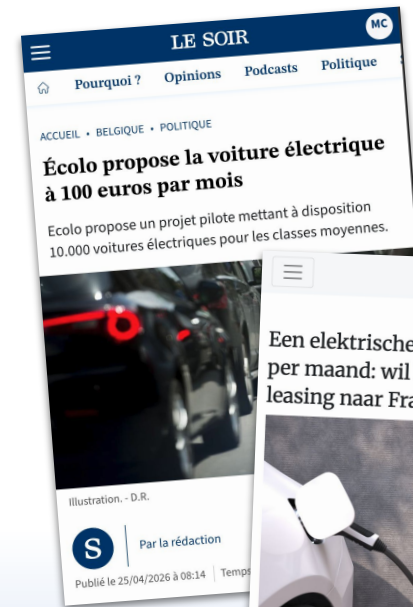 LE SOIR
MC
Pourquoi ?
Opinions
Podcasts
Politique
ACCUEIL • BELGIQUE • POLITIQUE
Écolo propose la voiture électrique
à 100 euros par mois
Ecolo propose un projet pilote mettant à disposition
10.000 voitures électriques pour les classes moyennes.
Illustration. - D.R.
S
Par la rédaction
Publié le 25/04/2026 à 08:14
Temps
Een elektrische
per maand: wil
leasing naar Fra